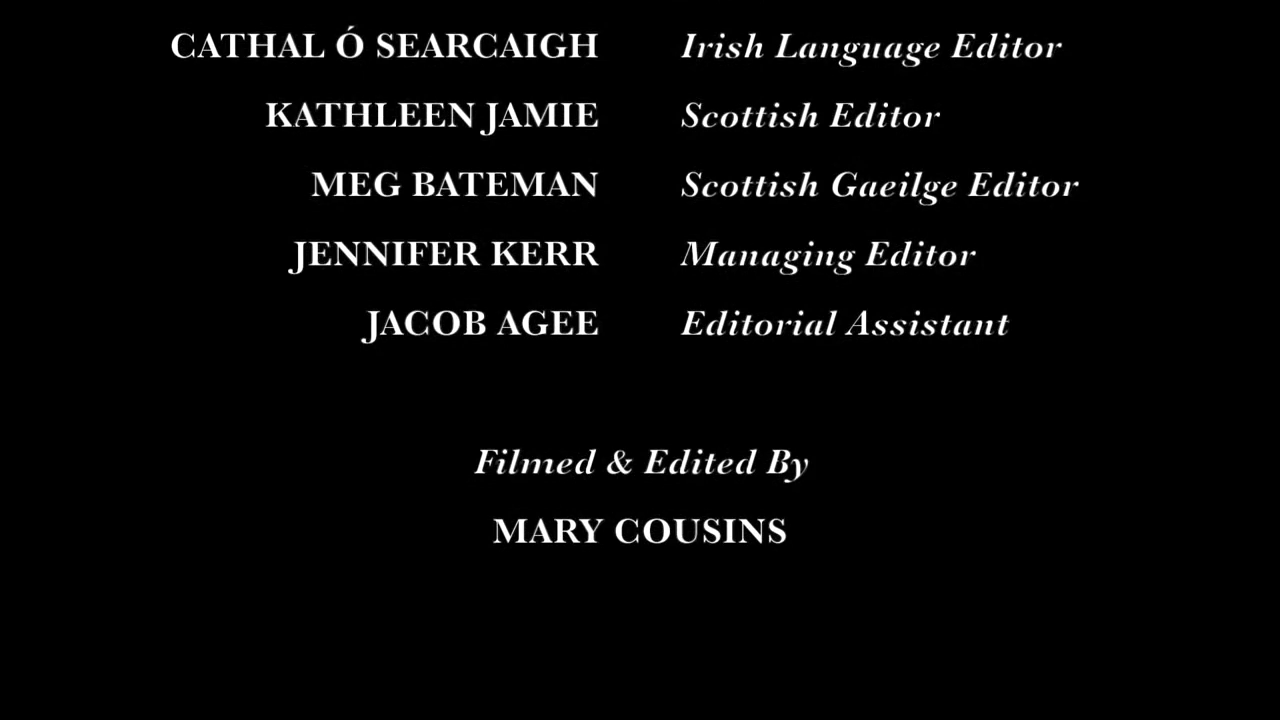 CATHAL Ó SEARCAIGH Irish Language Editor
KATHLEEN JAMIE Scottish Editor
MEG BATEMAN Scottish Gaeilge Editor
JENNIFER KERR Managing Editor
JACOB AGEE Editorial Assistant
Filmed & Edited By
MARY COUSINS